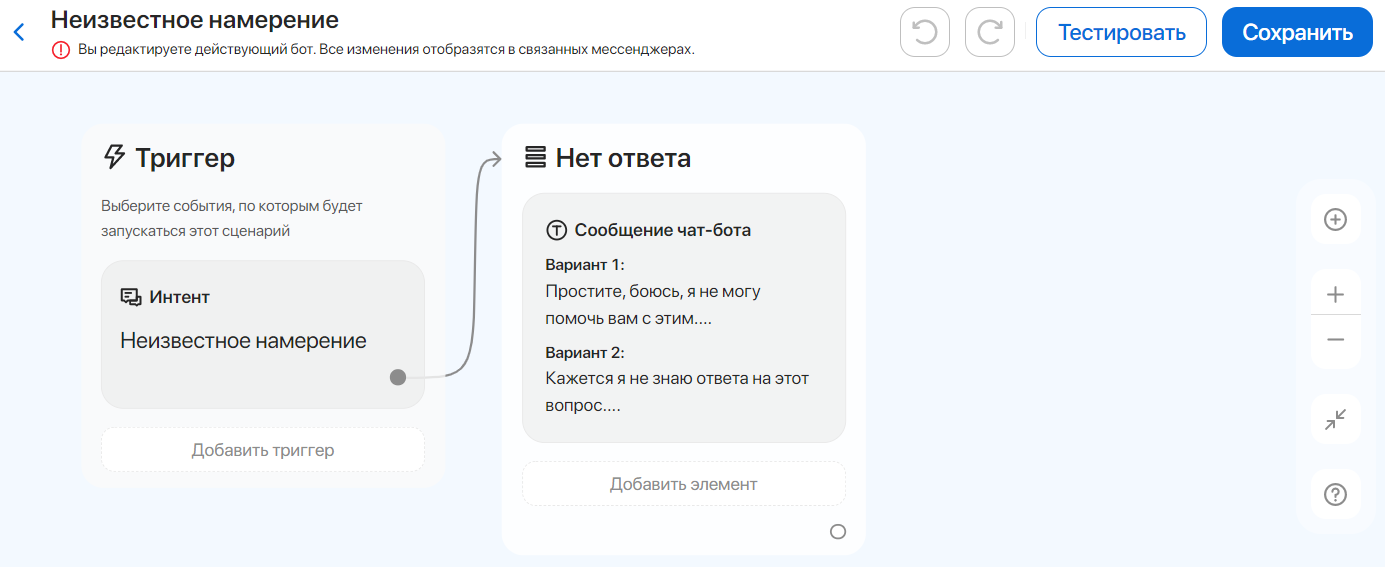 Неизвестное намерение
Вы редактируете действующий бот. Все изменения отобразятся в связанных мессенджерах.
Тестировать
Сохранить
Триггер
Выберите события, по которым будет
запускаться этот сценарий
Интент
Неизвестное намерение
Добавить триггер
Нет ответа
Сообщение чат-бота
Вариант 1:
Простите, боюсь, я не могу
помочь вам с этим....
Вариант 2:
Кажется я не знаю ответа на этот
вопрос....
Добавить элемент